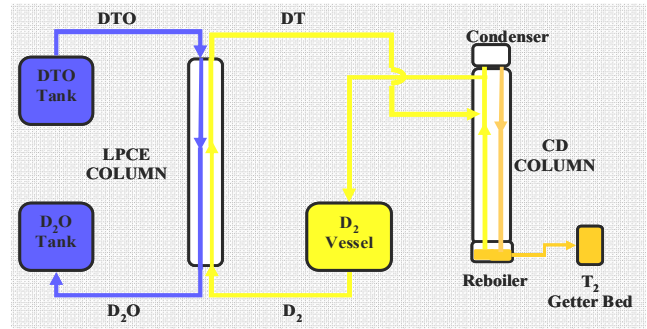 DTO
DT
Condenser
DTO
Tank
LPCE
COLUMN
CD
COLUMN
D₂O
Tank
D₂
Vessel
Reboiler
T₂
Getter Bed
D₂O
D₂